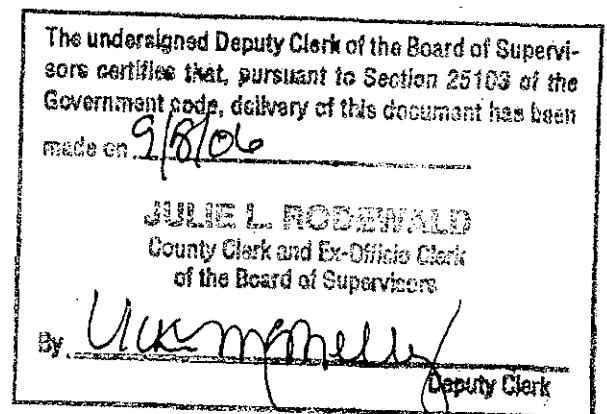 The undersigned Deputy Clerk of the Board of Supervi-
sors certifies that, pursuant to Section 25103 of the
Government code, delivery of this document has been
made on 9/8/06
JULIE L. RODEWALD
County Clerk and Ex-Officio Clerk
of the Board of Supervisors
By
Deputy Clerk